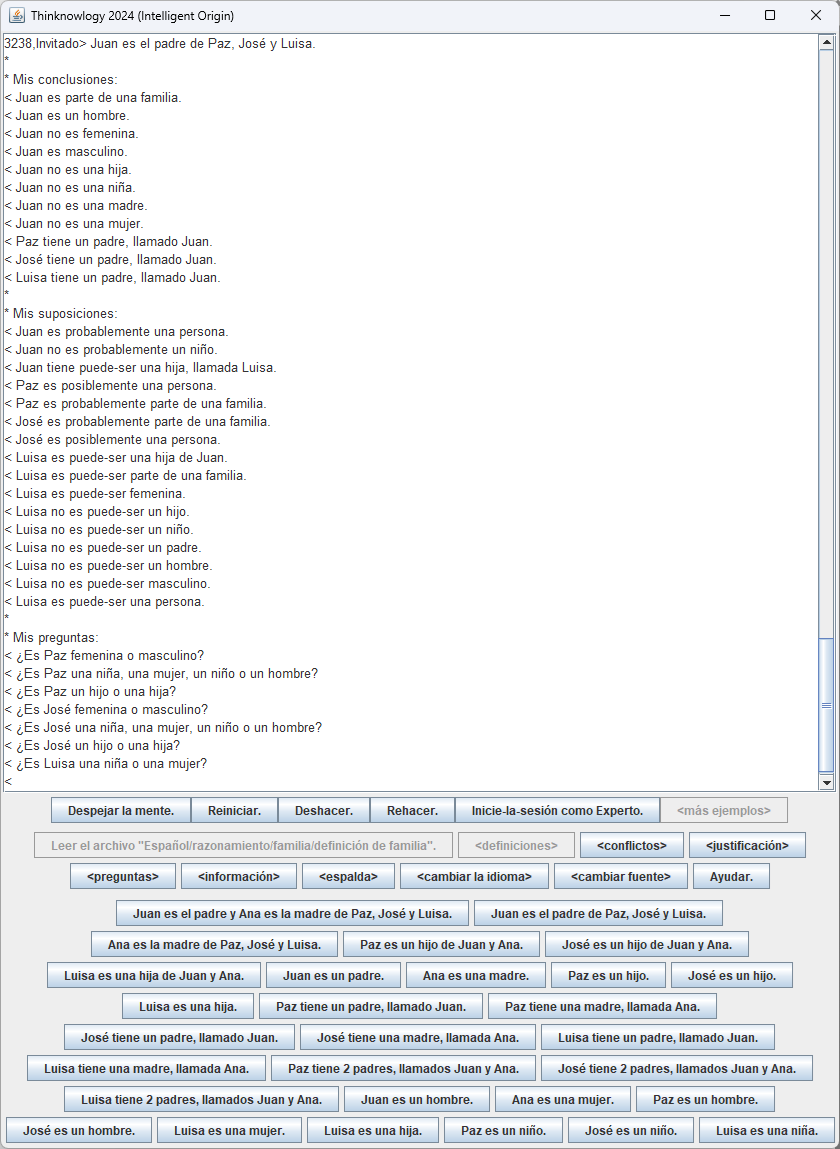 Thinknowlogy 2024 (Intelligent Origin)
3238,Invitado> Juan es el padre de Paz, José y Luisa.
*
* Mis conclusiones:
< Juan es parte de una familia.
< Juan es un hombre.
< Juan no es femenina.
< Juan es masculino.
< Juan no es una hija.
< Juan no es una niña.
< Juan no es una madre.
< Juan no es una mujer.
< Paz tiene un padre, llamado Juan.
< José tiene un padre, llamado Juan.
< Luisa tiene un padre, llamado Juan.
*
* Mis suposiciones:
< Juan es probablemente una persona.
< Juan no es probablemente un niño.
< Juan tiene puede-ser una hija, llamada Luisa.
< Paz es posiblemente una persona.
< Paz es probablemente parte de una familia.
< José es probablemente parte de una familia.
< José es posiblemente una persona.
< Luisa es puede-ser una hija de Juan.
< Luisa es puede-ser parte de una familia.
< Luisa es puede-ser femenina.
< Luisa no es puede-ser un hijo.
< Luisa no es puede-ser un niño.
< Luisa no es puede-ser un padre.
< Luisa no es puede-ser un hombre.
< Luisa no es puede-ser masculino.
< Luisa es puede-ser una persona.
*
* Mis preguntas:
< ¿Es Paz femenina o masculino?
< ¿Es Paz una niña, una mujer, un niño o un hombre?
< ¿Es Paz un hijo o una hija?
< ¿Es José femenina o masculino?
< ¿Es José una niña, una mujer, un niño o un hombre?
< ¿Es José un hijo o una hija?
< ¿Es Luisa una niña o una mujer?
<
Despejar la mente. Reiniciar. Deshacer. Rehacer. Inicie-la-sesión como Experto. <más ejemplos>
Leer el archivo "Español/razonamiento/familia/definición de familia". <definiciones> <conflictos> <justificación>
<preguntas> <información> <espalda> <cambiar la idioma> <cambiar fuente> Ayudar.
Juan es el padre y Ana es la madre de Paz, José y Luisa. Juan es el padre de Paz, José y Luisa.
Ana es la madre de Paz, José y Luisa. Paz es un hijo de Juan y Ana. José es un hijo de Juan y Ana.
Luisa es una hija de Juan y Ana. Juan es un padre. Ana es una madre. Paz es un hijo. José es un hijo.
Luisa es una hija. Paz tiene un padre, llamado Juan. Paz tiene una madre, llamada Ana.
José tiene un padre, llamado Juan. José tiene una madre, llamada Ana. Luisa tiene un padre, llamado Juan.
Luisa tiene una madre, llamada Ana. Paz tiene 2 padres, llamados Juan y Ana. José tiene 2 padres, llamados Juan y Ana.
Luisa tiene 2 padres, llamados Juan y Ana. Juan es un hombre. Ana es una mujer. Paz es un hombre.
José es un hombre. Luisa es una mujer. Luisa es una hija. Paz es un niño. José es un niño. Luisa es una niña.